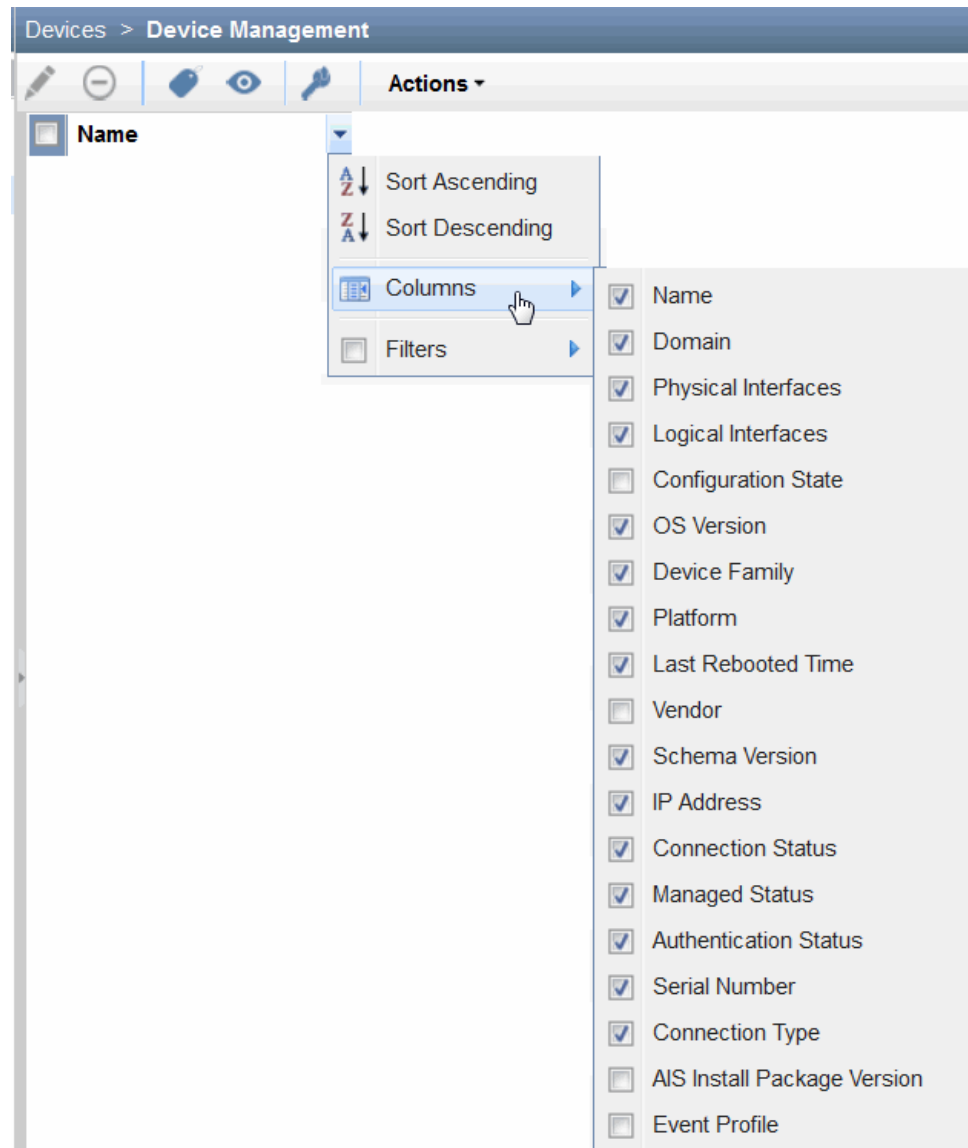 Devices > Device Management
Actions
Name
Sort Ascending
Sort Descending
Columns
Filters
Name
Domain
Physical Interfaces
Logical Interfaces
Configuration State
OS Version
Device Family
Platform
Last Rebooted Time
Vendor
Schema Version
IP Address
Connection Status
Managed Status
Authentication Status
Serial Number
Connection Type
AIS Install Package Version
Event Profile